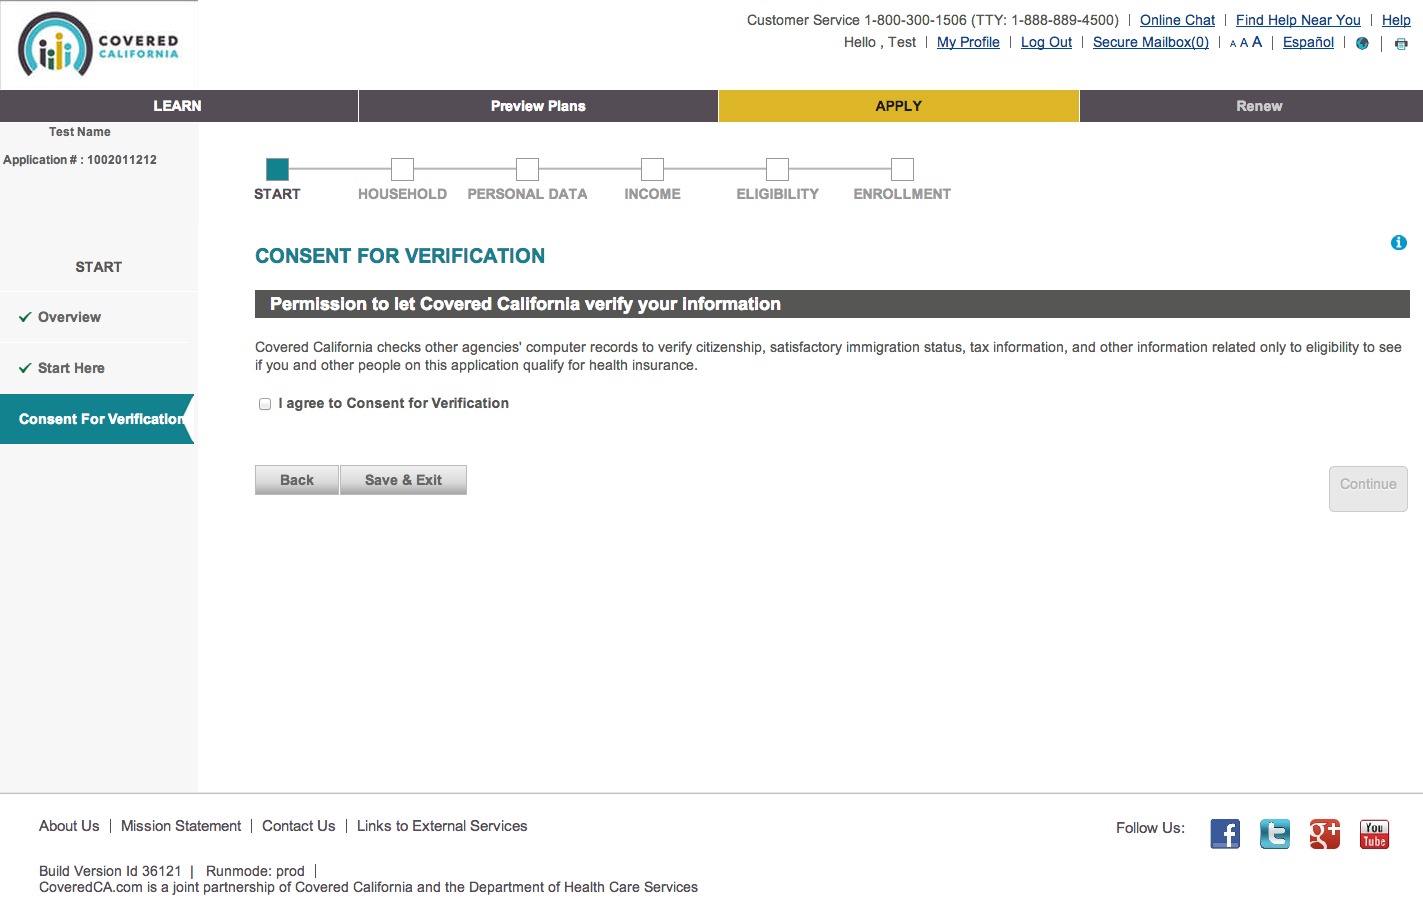 COVERED
CALIFORNIA
Customer Service 1-800-300-1506 (TTY: 1-888-889-4500) | Online Chat | Find Help Near You | Help
Hello , Test | My Profile | Log Out | Secure Mailbox(0) | A A A | Español |
LEARN Preview Plans APPLY Renew
Test Name
Application # : 1002011212
START HOUSEHOLD PERSONAL DATA INCOME ELIGIBILITY ENROLLMENT
START
Overview
Start Here
Consent For Verification
CONSENT FOR VERIFICATION
i
Permission to let Covered California verify your information
Covered California checks other agencies' computer records to verify citizenship, satisfactory immigration status, tax information, and other information related only to eligibility to see
if you and other people on this application qualify for health insurance.
I agree to Consent for Verification
Back Save & Exit Continue
About Us | Mission Statement | Contact Us | Links to External Services
Follow Us: f t g+ You Tube
Build Version Id 36121 | Runmode: prod |
CoveredCA.com is a joint partnership of Covered California and the Department of Health Care Services